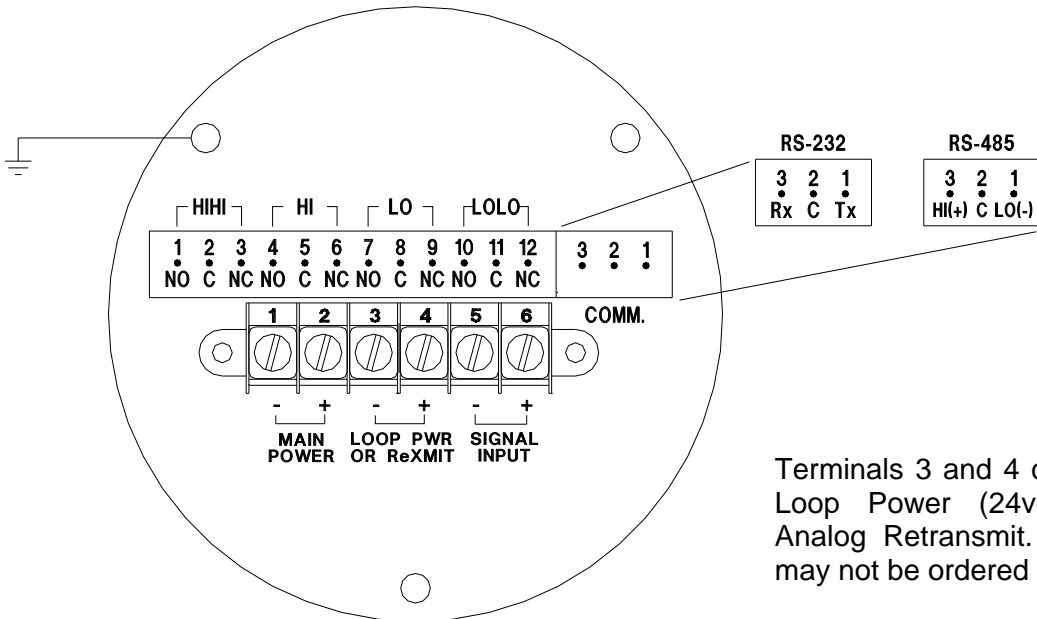 RS-232 RS-485
3 2 1 3 2 1
Rx C Tx HI(+) C LO(-)
HIHI HI LO LOLO
1 2 3 4 5 6 7 8 9 10 11 12 3 2 1
NO C NC NO C NC NO C NC NO C NC
1 2 3 4 5 6 COMM.
- + - + - +
MAIN LOOP PWR SIGNAL
POWER OR ReXMIT INPUT
Terminals 3 and 4
Loop Power
Analog Retransmit.
may not be ordered